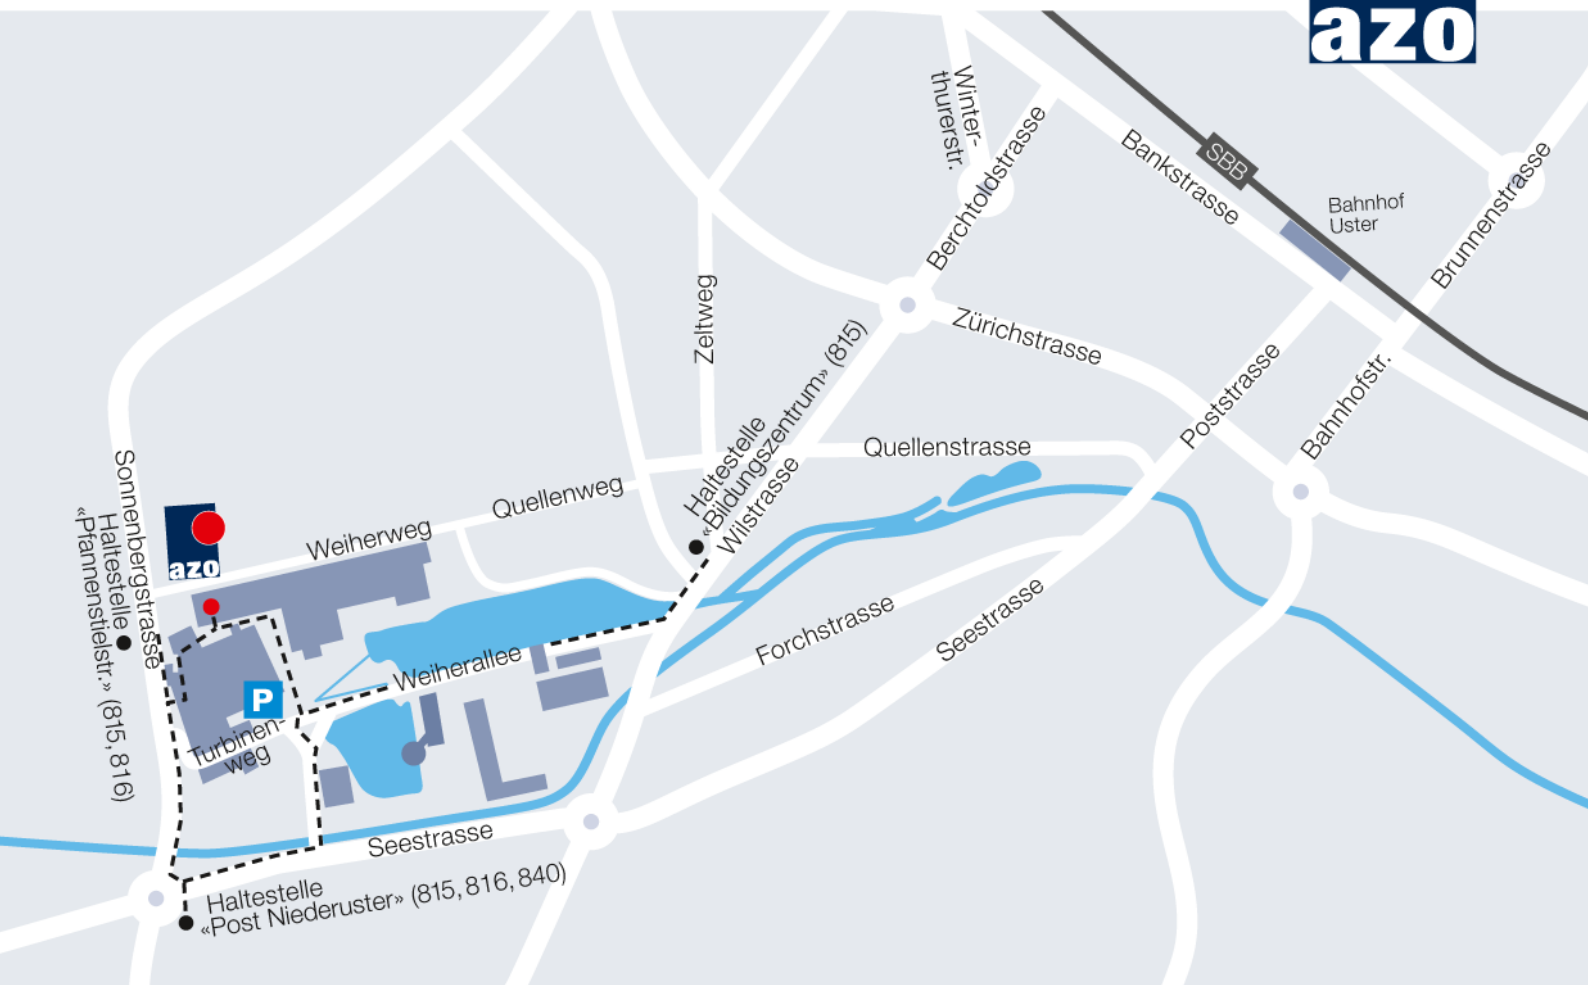 azo
Winter-
thurerstr.
Berchtoldstrasse
Bankstrasse
SBB
Bahnhof
Uster
Brunnenstrasse
Zeltweg
Zürichstrasse
Poststrasse
Bahnhofstr.
Haltestelle
«Bildungszentrum» (815)
Wilstrasse
Quellenstrasse
Quellenweg
Weiherweg
Sonnenbergstrasse
Haltestelle
«Pfannenstielstr.» (815, 816)
azo
P
Turbinen-
weg
Weiherallee
Forchstrasse
Seestrasse
Seestrasse
Haltestelle
«Post Niederuster» (815, 816, 840)